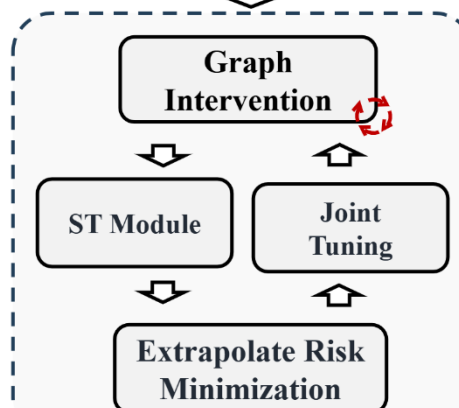 Graph
Intervention
ST Module
Joint
Tuning
Extrapolate Risk
Minimization